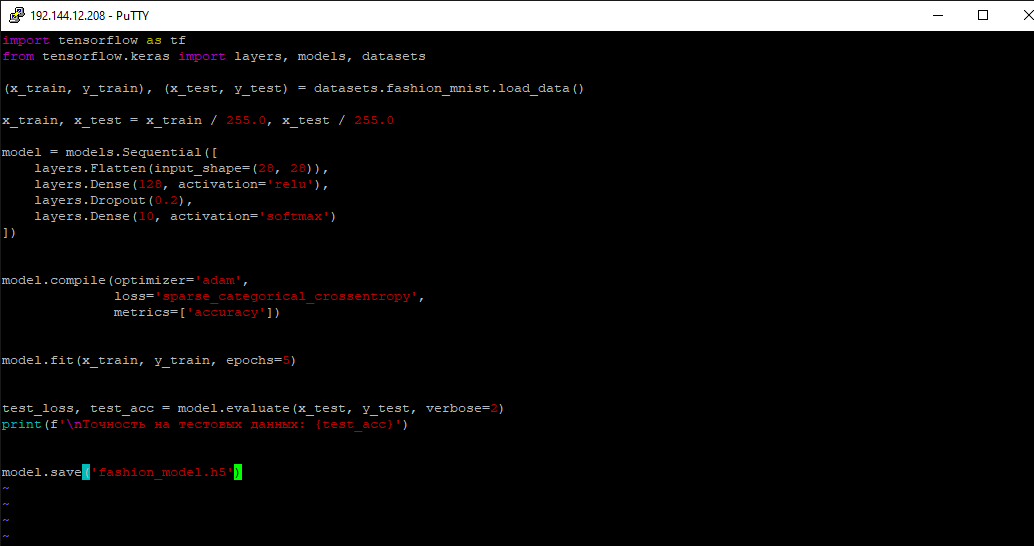 192.144.12.208 - PuTTY
import tensorflow as tf
from tensorflow.keras import layers, models, datasets
(x_train, y_train), (x_test, y_test) = datasets.fashion_mnist.load_data()
x_train, x_test = x_train / 255.0, x_test / 255.0
model = models.Sequential([
    layers.Flatten(input_shape=(28, 28)),
    layers.Dense(128, activation='relu'),
    layers.Dropout(0.2),
    layers.Dense(10, activation='softmax')
])
model.compile(optimizer='adam',
              loss='sparse_categorical_crossentropy',
              metrics=['accuracy'])
model.fit(x_train, y_train, epochs=5)
test_loss, test_acc = model.evaluate(x_test, y_test, verbose=2)
print(f'\nТочность на тестовых данных: {test_acc}')
model.save('fashion_model.h5')
~
~
~
~